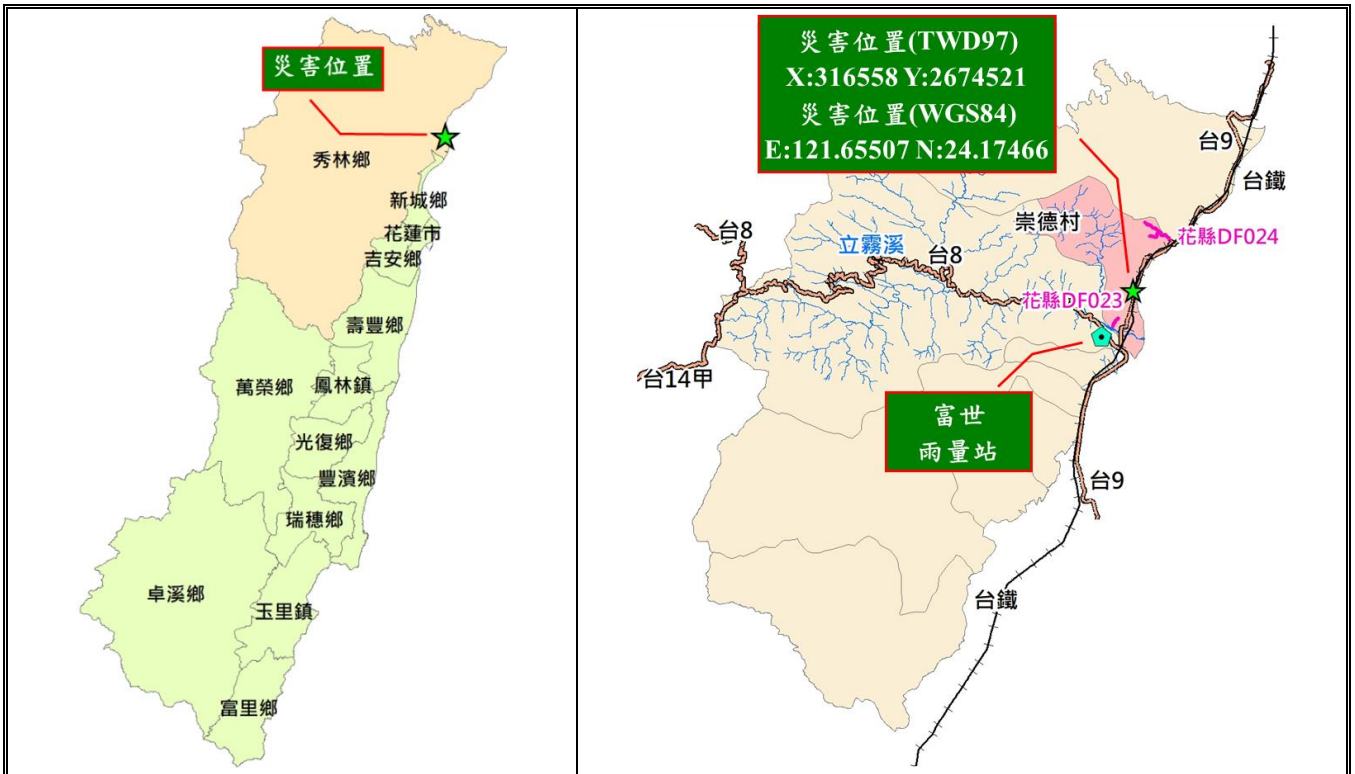 災害位置
秀林鄉
新城鄉
花蓮市
吉安鄉
壽豐鄉
萬榮鄉
鳳林鎮
光復鄉
豐濱鄉
瑞穗鄉
卓溪鄉
玉里鎮
富里鄉
災害位置(TWD97)
X:316558 Y:2674521
災害位置(WGS84)
E:121.65507 N:24.17466
台9
台鐵
崇德村
花縣DF024
台8
立霧溪
台8
花縣DF023
台14甲
富世
雨量站
台9
台鐵